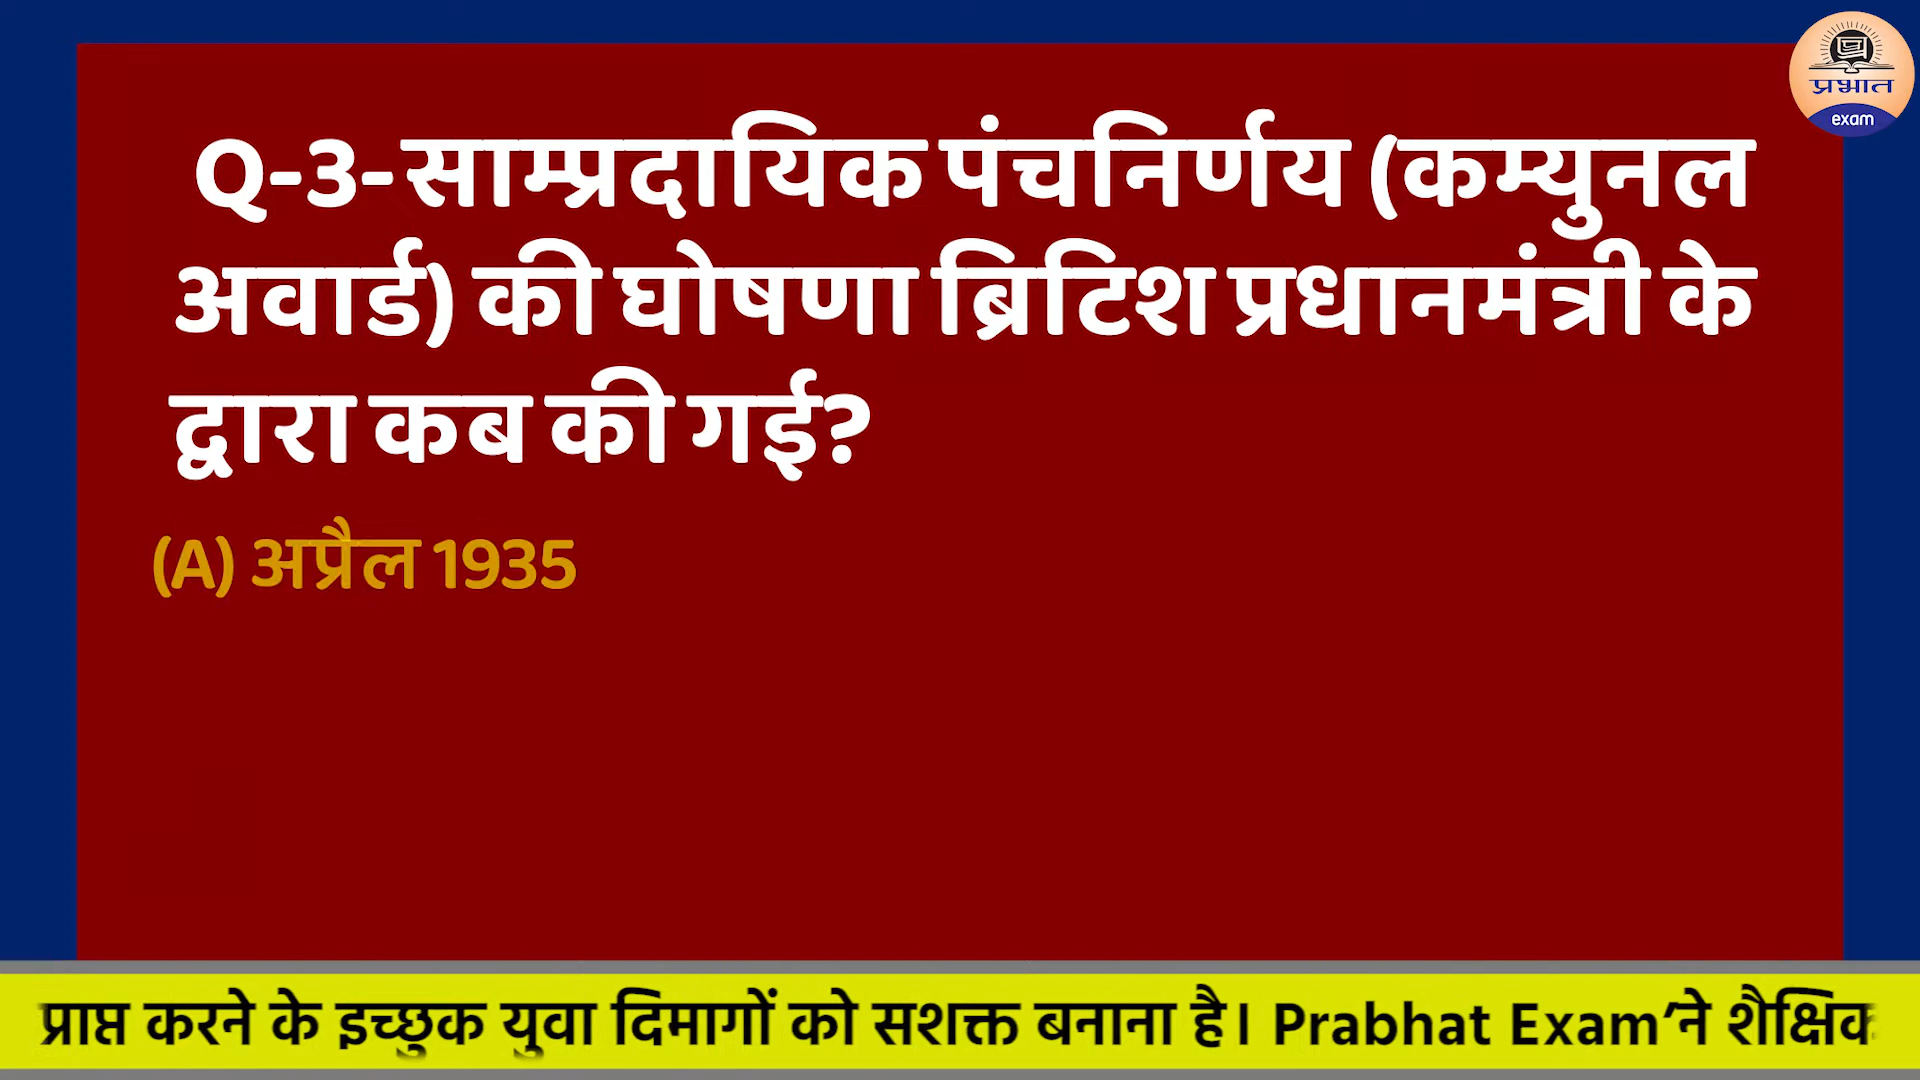 प्रभात
exam
Q-3-साम्प्रदायिक पंचनिर्णय (कम्युनल
अवार्ड) की घोषणा ब्रिटिश प्रधानमंत्री के
द्वारा कब की गई?
(A) अप्रैल 1935
प्राप्त करने के इच्छुक युवा दिमागों को सशक्त बनाना है। Prabhat Exam’ने शैक्षिक